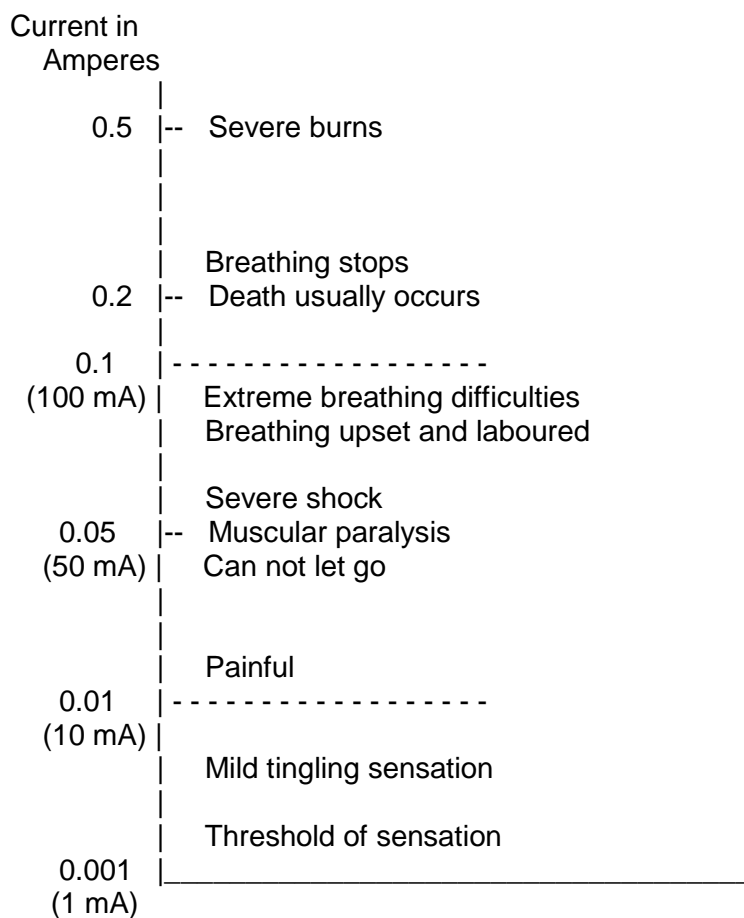 Current in
Amperes
|
0.5 |-- Severe burns
|
|
|
| Breathing stops
0.2 |-- Death usually occurs
|
0.1 | - - - - - - - - - - - - - - - - - -
(100 mA) | Extreme breathing difficulties
| Breathing upset and laboured
|
| Severe shock
0.05 |-- Muscular paralysis
(50 mA) | Can not let go
|
|
| Painful
0.01 | - - - - - - - - - - - - - - - - - -
(10 mA) |
| Mild tingling sensation
|
| Threshold of sensation
0.001 |___________________________________
(1 mA)